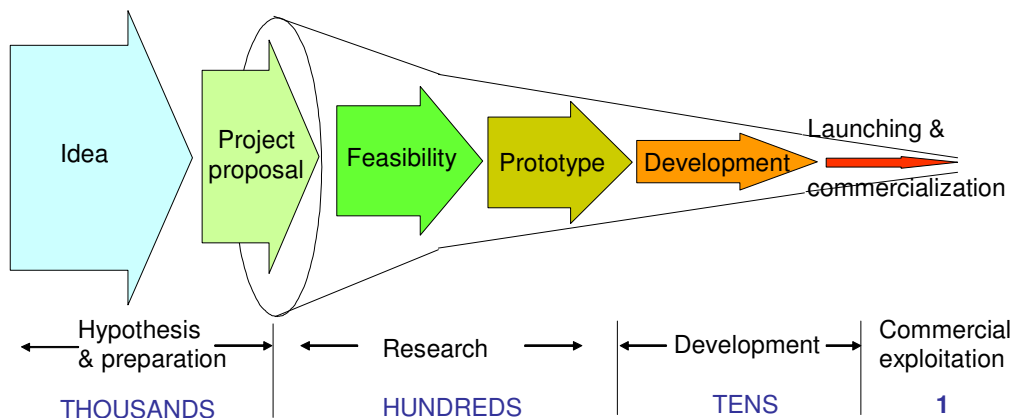 Idea
Project
proposal
Feasibility
Prototype
Development
Launching &
commercialization
Hypothesis
& preparation
Research
Development
Commercial
exploitation
THOUSANDS
HUNDREDS
TENS
1